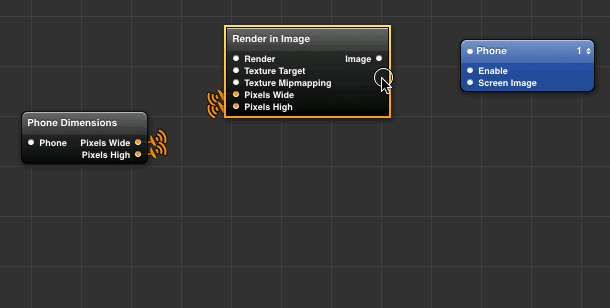 Render in Image
Render Image
Texture Target
Texture Mipmapping
Pixels Wide
Pixels High
Phone 1
Enable
Screen Image
Phone Dimensions
Phone Pixels Wide
Pixels High